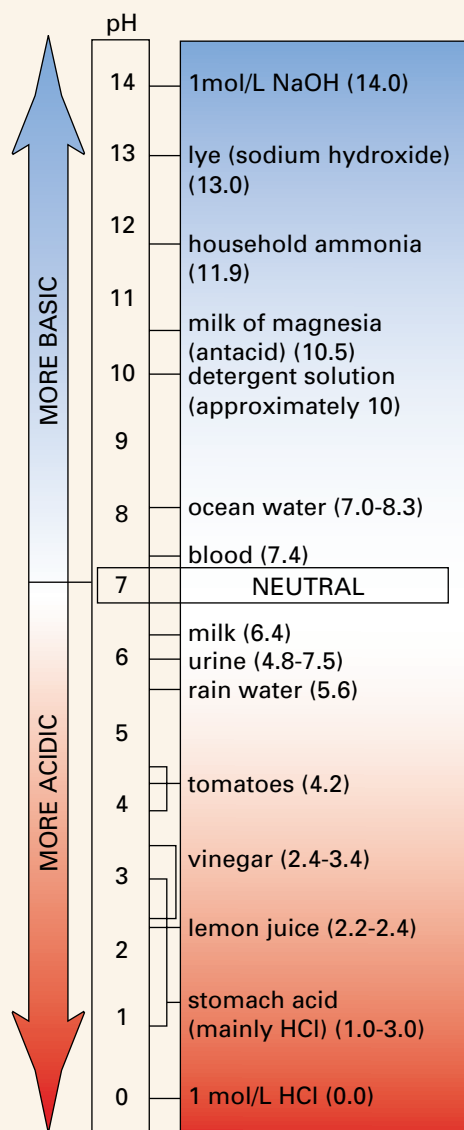 pH
14
1mol/L NaOH (14.0)
13
lye (sodium hydroxide)
(13.0)
12
household ammonia
(11.9)
11
milk of magnesia
(antacid) (10.5)
10
detergent solution
(approximately 10)
9
8
ocean water (7.0-8.3)
blood (7.4)
7
NEUTRAL
milk (6.4)
6
urine (4.8-7.5)
rain water (5.6)
5
tomatoes (4.2)
4
vinegar (2.4-3.4)
3
lemon juice (2.2-2.4)
2
stomach acid
(mainly HCl) (1.0-3.0)
1
0
1 mol/L HCl (0.0)
MORE BASIC
MORE ACIDIC